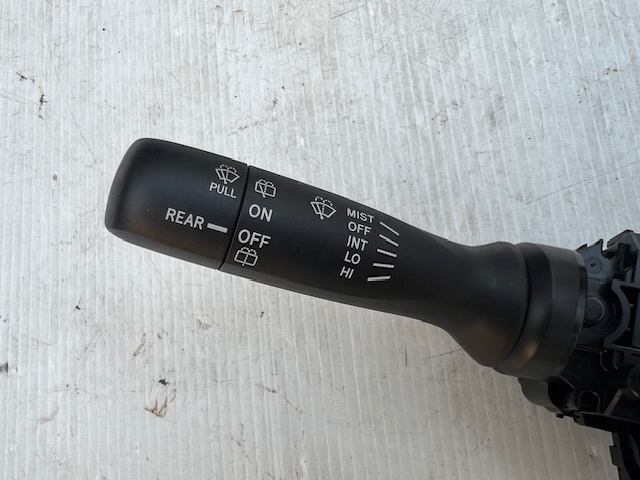 PULL
REAR
ON
OFF
MIST
OFF
INT
LO
HI